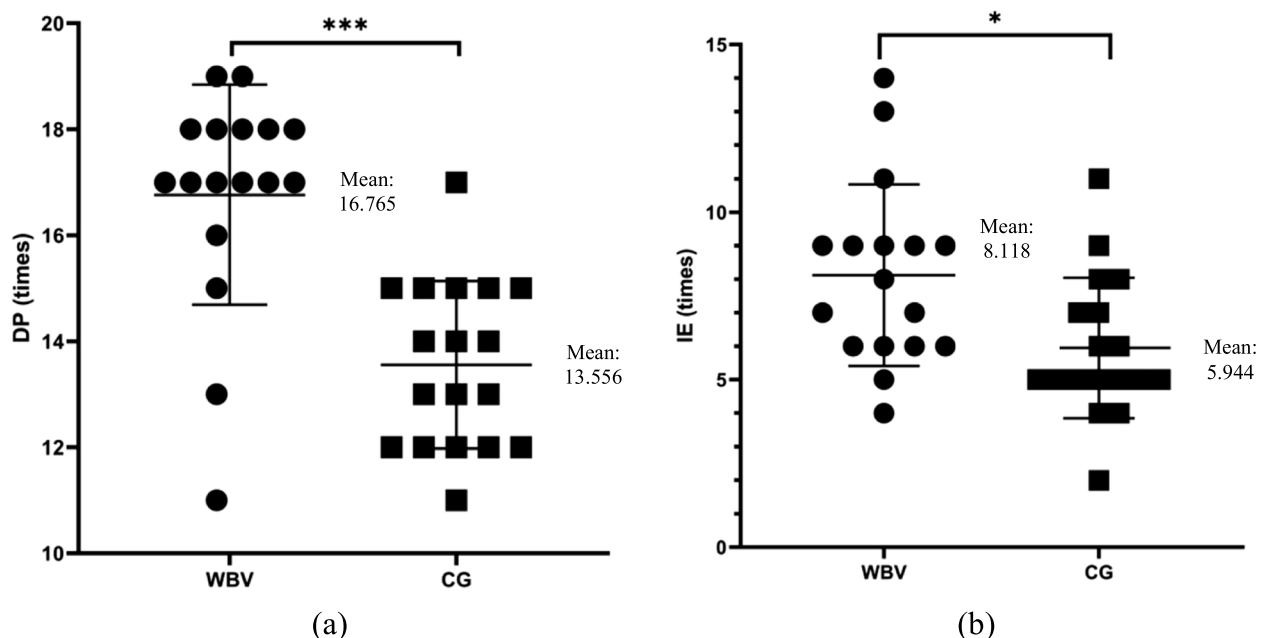 20
18
16
14
12
10
DP (times)
***
Mean:
16.765
Mean:
13.556
WBV
CG
(a)
15
10
5
0
IE (times)
*
Mean:
8.118
Mean:
5.944
WBV
CG
(b)